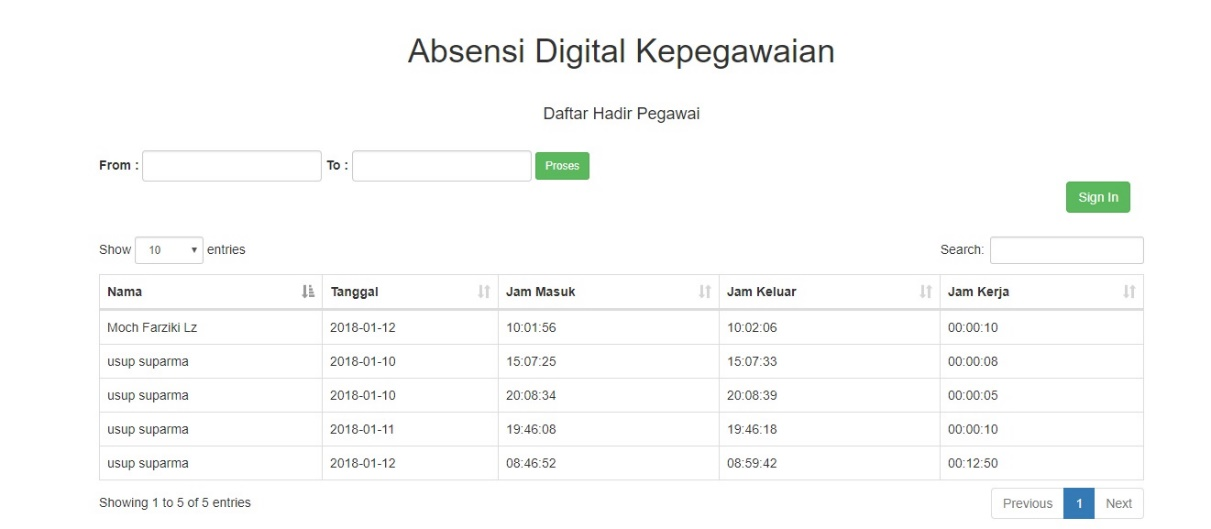 Absensi Digital Kepegawaian
Daftar Hadir Pegawai
From : To : Proses
Sign In
Show 10 entries Search:
Nama Tanggal Jam Masuk Jam Keluar Jam Kerja
Moch Farziki Lz 2018-01-12 10:01:56 10:02:06 00:00:10
usup suparma 2018-01-10 15:07:25 15:07:33 00:00:08
usup suparma 2018-01-10 20:08:34 20:08:39 00:00:05
usup suparma 2018-01-11 19:46:08 19:46:18 00:00:10
usup suparma 2018-01-12 08:46:52 08:59:42 00:12:50
Showing 1 to 5 of 5 entries Previous 1 Next